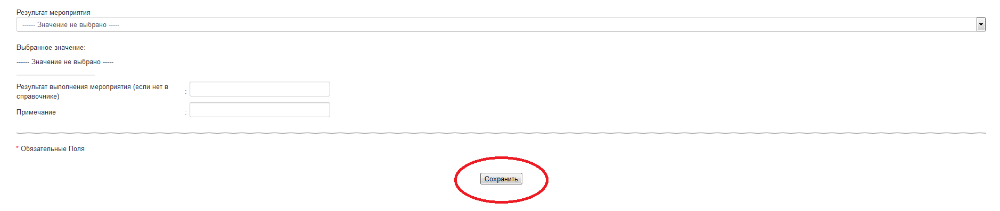 Результат мероприятия
------ Значение не выбрано -----
Выбранное значение:
------ Значение не выбрано -----
_____________________
Результат выполнения мероприятия (если нет в
справочнике) :
Примечание :
* Обязательные Поля
Сохранить